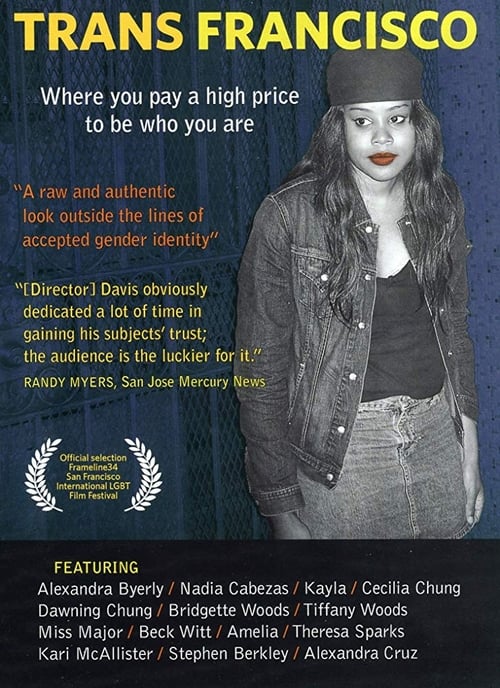 TRANS FRANCISCO
Where you pay a high price
to be who you are
"A raw and authentic
look outside the lines of
accepted gender identity"
"[Director] Davis obviously
dedicated a lot of time in
gaining his subjects' trust;
the audience is the luckier for it."
RANDY MYERS, San Jose Mercury News
Official selection
Frameline34
San Francisco
International LGBT
Film Festival
FEATURING
Alexandra Byerly / Nadia Cabezas / Kayla / Cecilia Chung
Dawning Chung / Bridgette Woods / Tiffany Woods
Miss Major / Beck Witt / Amelia / Theresa Sparks
Kari McAllister / Stephen Berkley / Alexandra Cruz